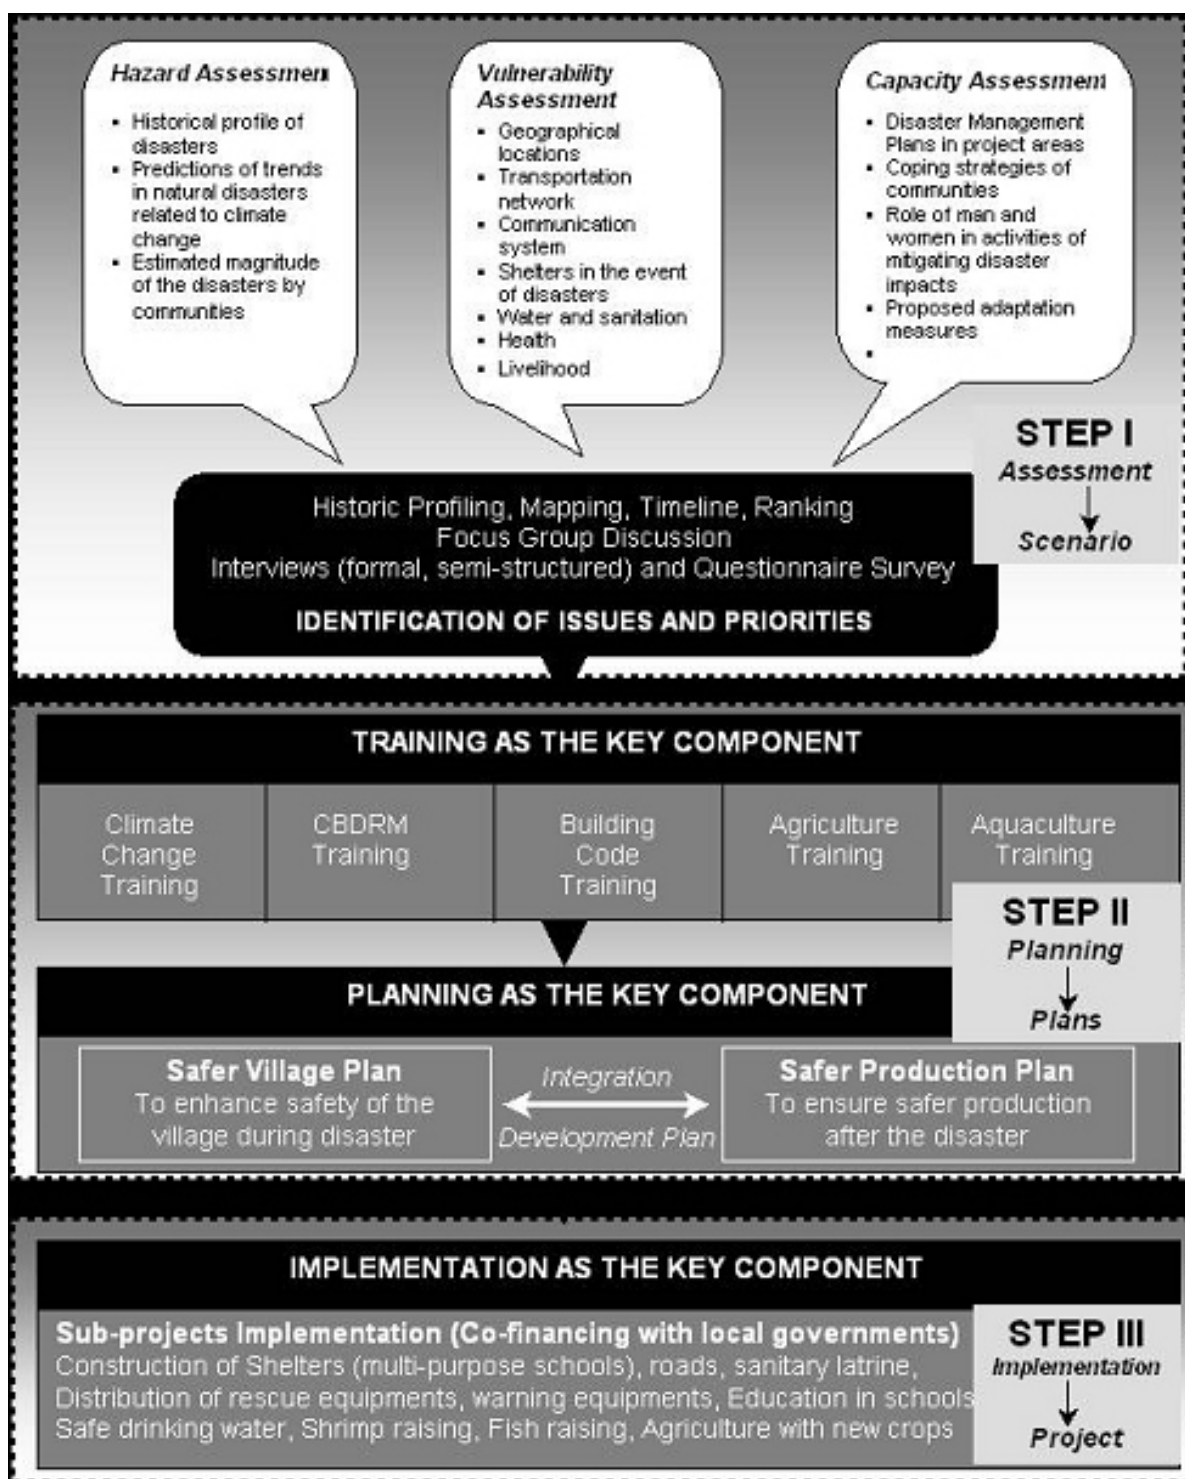 Hazard Assessmen
▪ Historical profile of
disasters
▪ Predictions of trends
in natural disasters
related to climate
change
▪ Estimated magnitude
of the disasters by
communities
Vulnerability
Assessment
▪ Geographical
locations
▪ Transportation
network
▪ Communication
system
▪ Shelters in the event
of disasters
▪ Water and sanitation
▪ Health
▪ Livelihood
Capacity Assessment
▪ Disaster Management
Plans in project areas
▪ Coping strategies of
communities
▪ Role of man and
women in activities of
mitigating disaster
impacts
▪ Proposed adaptation
measures
▪
STEP I
Assessment
Scenario
Historic Profiling, Mapping, Timeline, Ranking
Focus Group Discussion
Interviews (formal, semi-structured) and Questionnaire Survey
IDENTIFICATION OF ISSUES AND PRIORITIES
TRAINING AS THE KEY COMPONENT
Climate
Change
Training
CBDRM
Training
Building
Code
Training
Agriculture
Training
Aquaculture
Training
STEP II
Planning
Plans
PLANNING AS THE KEY COMPONENT
Safer Village Plan
To enhance safety of the
village during disaster
Integration
Development Plan
Safer Production Plan
To ensure safer production
after the disaster
IMPLEMENTATION AS THE KEY COMPONENT
Sub-projects Implementation (Co-financing with local governments)
Construction of Shelters (multi-purpose schools), roads, sanitary latrine,
Distribution of rescue equipments, warning equipments, Education in schools
Safe drinking water, Shrimp raising, Fish raising, Agriculture with new crops
STEP III
Implementation
Project